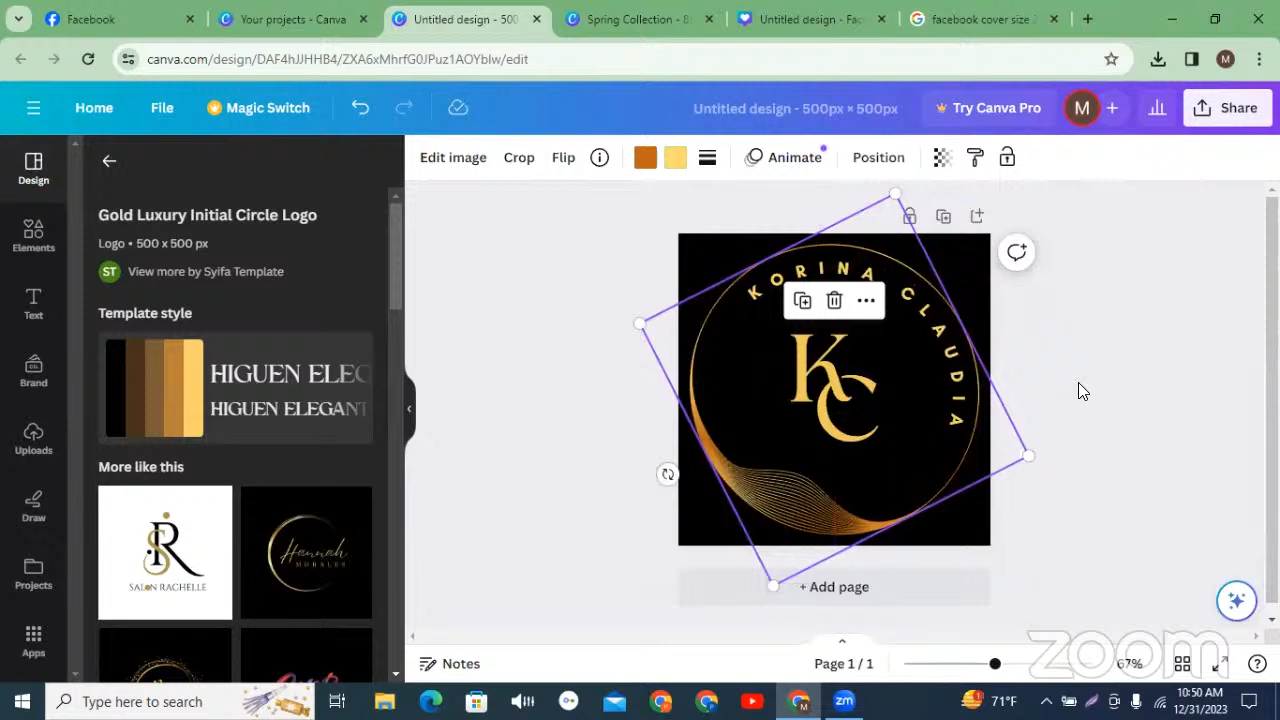 Facebook
Your projects - Canva
Untitled design - 500
Spring Collection - 8
Untitled design - Fac
facebook cover size
canva.com/design/DAF4hJJHHB4/ZXA6xMhrfG0JPuz1AOYblw/edit
M
Home
File
Magic Switch
Untitled design - 500px × 500px
Try Canva Pro
M
Share
Edit image
Crop
Flip
Animate
Position
Design
Elements
Text
Brand
Uploads
Draw
Projects
Apps
Gold Luxury Initial Circle Logo
Logo • 500 x 500 px
ST
View more by Syifa Template
Template style
HIGUEN ELEC
HIGUEN ELEGANT
More like this
SR
SALON RACHELLE
Hannah
MORALES
KORINA CLAUDIA
KC
+ Add page
Notes
Page 1 / 1
67%
zoom
Type here to search
zm
71°F
10:50 AM
12/31/2023